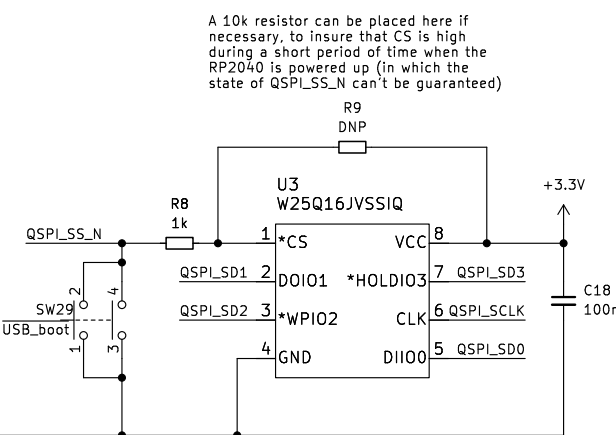 A 10k resistor can be placed here if
necessary, to insure that CS is high
during a short period of time when the
RP2040 is powered up (in which the
state of QSPI_SS_N can't be guaranteed)
R9
DNP
U3
W25Q16JVSSIQ
+3.3V
R8
1k
QSPI_SS_N
1 *CS VCC 8
QSPI_SD1 2 DOIO1 *HOLDIO3 7 QSPI_SD3
2 4
SW29
USB_boot
1 3
QSPI_SD2 3 *WPIO2 CLK 6 QSPI_SCLK
4 GND DIIO0 5 QSPI_SD0
C18
100n